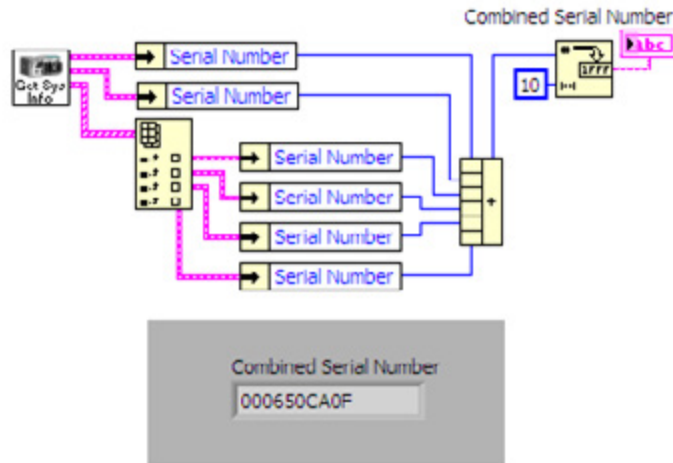 Combined Serial Number
abc
Serial Number
Get Sys
Info
1FFF
10
Serial Number
Serial Number
Serial Number
Serial Number
Serial Number
+
Combined Serial Number
000650CA0F